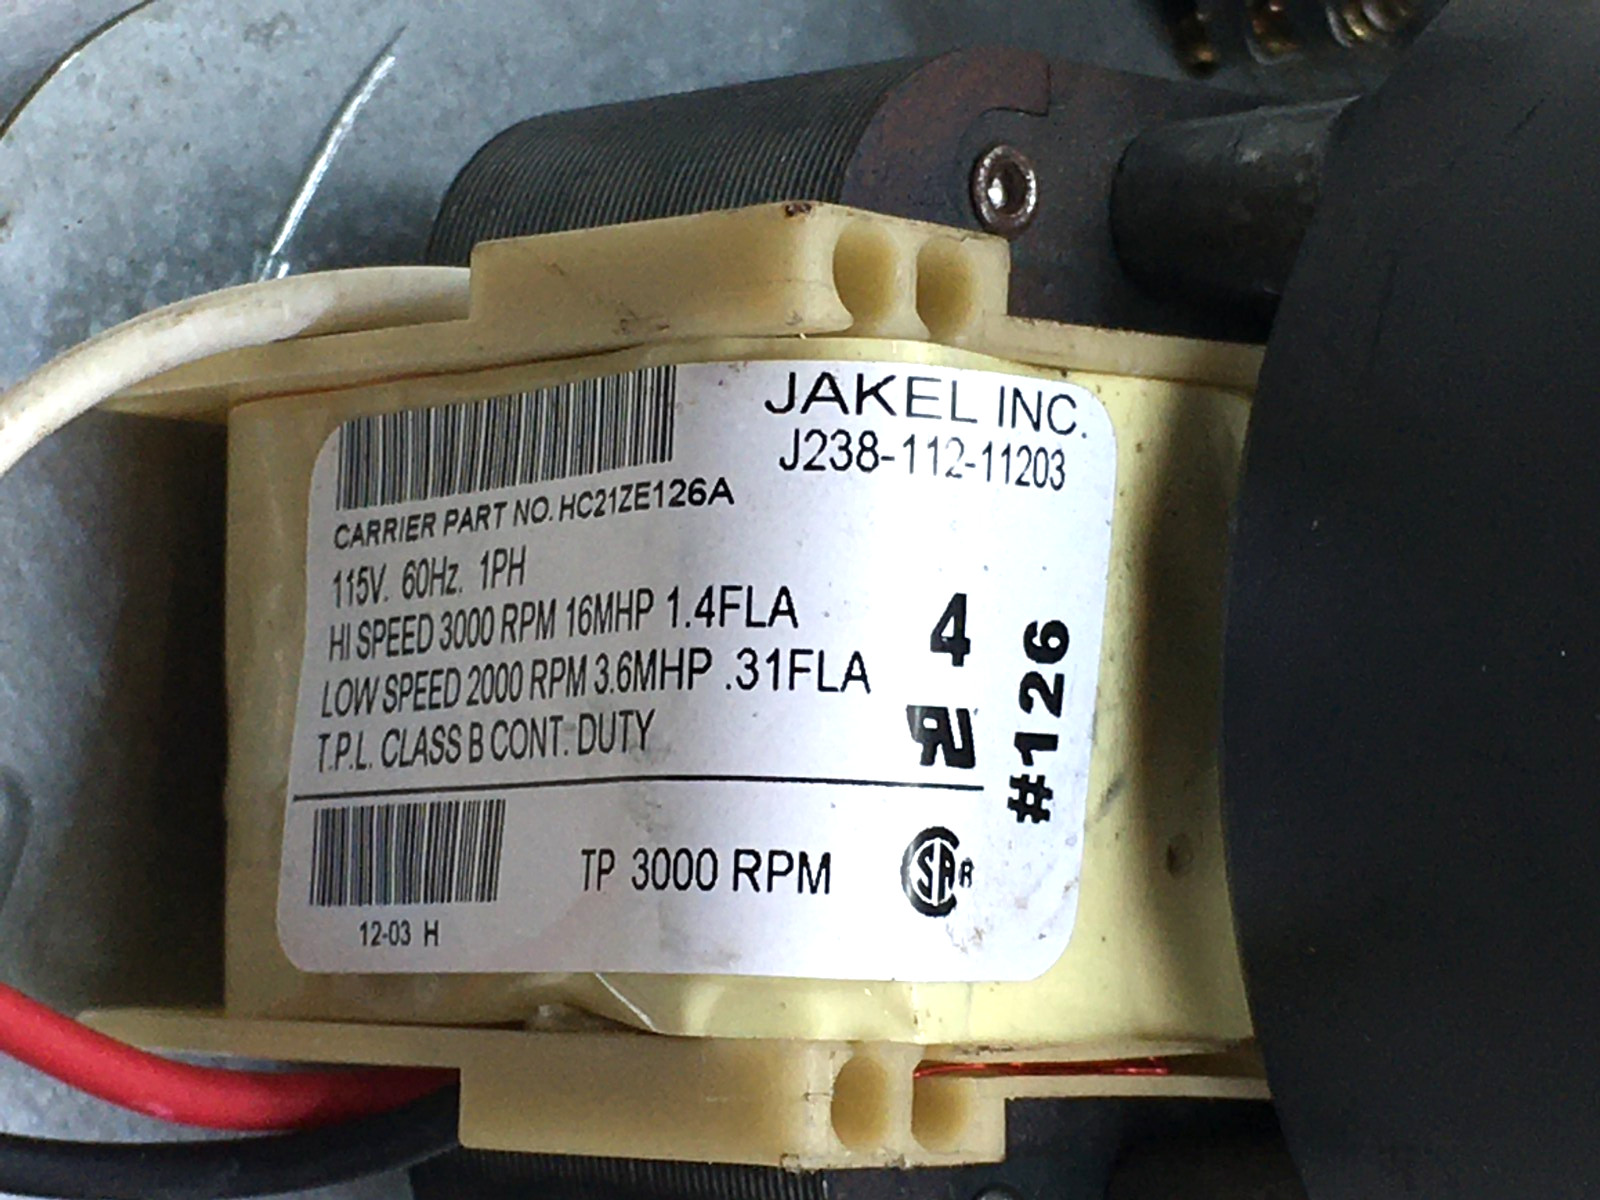 JAKEL INC.
J238-112-11203
CARRIER PART NO. HC21ZE126A
115V. 60Hz. 1PH
HI SPEED 3000 RPM 16MHP 1.4FLA
LOW SPEED 2000 RPM 3.6MHP .31FLA
T.P.L. CLASS B CONT. DUTY
4
#126
TP 3000 RPM
12-03 H